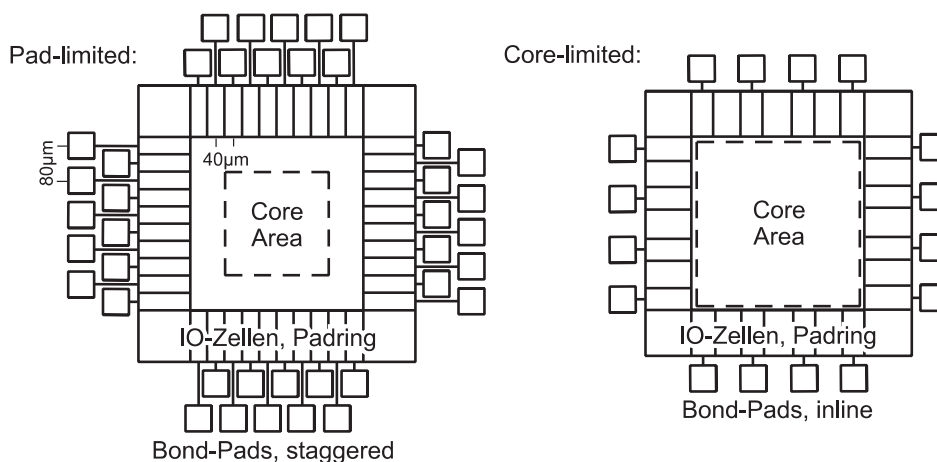 Pad-limited:
80µm
40µm
Core
Area
IO-Zellen, Padring
Bond-Pads, staggered
Core-limited:
Core
Area
IO-Zellen, Padring
Bond-Pads, inline